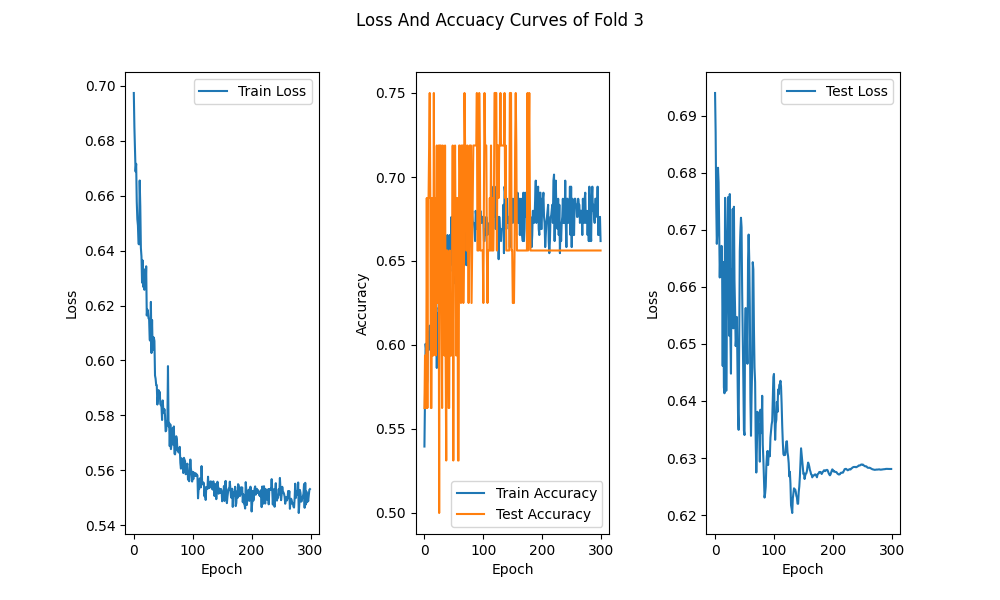 Loss And Accuacy Curves of Fold 3
0.70
0.68
0.66
0.64
0.62
0.60
0.58
0.56
0.54
Loss
Train Loss
0 100 200 300
Epoch
0.75
0.70
0.65
0.60
0.55
0.50
Accuracy
Train Accuracy
Test Accuracy
0 100 200 300
Epoch
0.69
0.68
0.67
0.66
0.65
0.64
0.63
0.62
Loss
Test Loss
0 100 200 300
Epoch